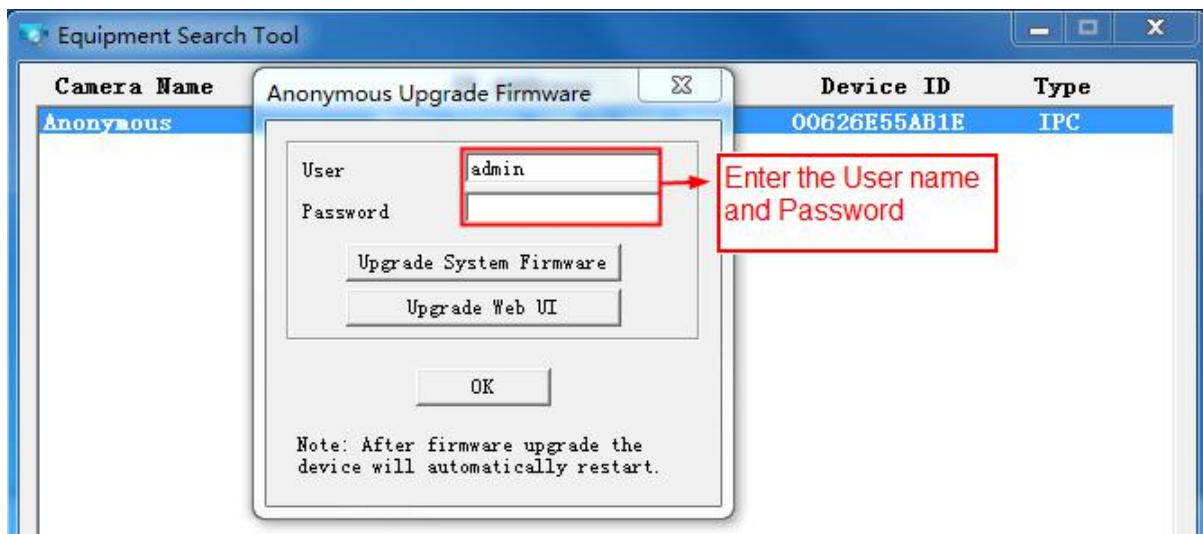 Equipment Search Tool
Camera Name
Device ID
Type
Anonymous
00626E55AB1E
IPC
Anonymous Upgrade Firmware
User
admin
Password
Enter the User name
and Password
Upgrade System Firmware
Upgrade Web UI
OK
Note: After firmware upgrade the
device will automatically restart.